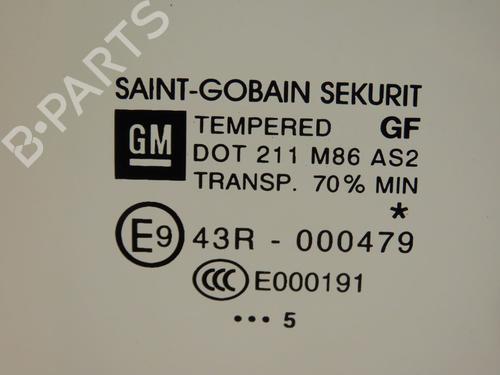 B-PARTS
SAINT-GOBAIN SEKURIT
GM
TEMPERED GF
DOT 211 M86 AS2
TRANSP. 70% MIN
*
E9 43R - 000479
CCC E000191
••• 5